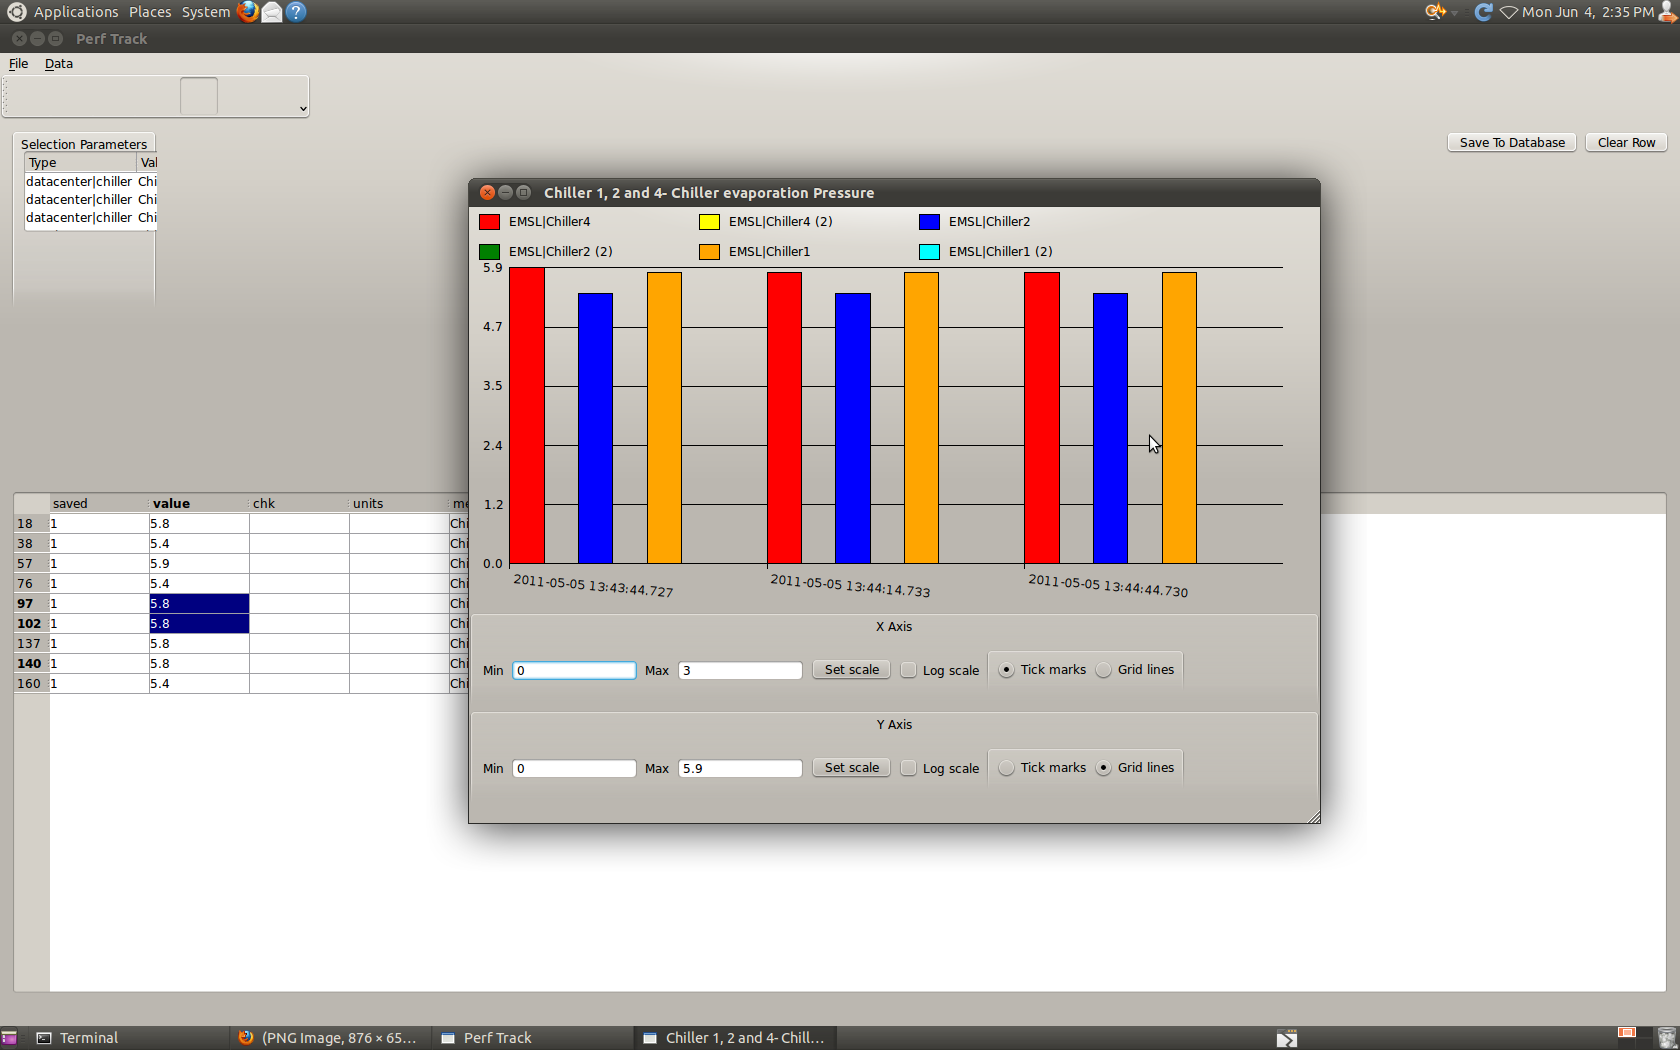 Applications Places System
Mon Jun 4, 2:35 PM
Perf Track
File Data
Selection Parameters
Type Val
datacenter|chiller Chi
datacenter|chiller Chi
datacenter|chiller Chi
Save To Database Clear Row
Chiller 1, 2 and 4- Chiller evaporation Pressure
EMSL|Chiller4 EMSL|Chiller4 (2) EMSL|Chiller2
EMSL|Chiller2 (2) EMSL|Chiller1 EMSL|Chiller1 (2)
5.9
4.7
3.5
2.4
1.2
0.0
2011-05-05 13:43:44.727 2011-05-05 13:44:14.733 2011-05-05 13:44:44.730
X Axis
Min 0 Max 3 Set scale Log scale Tick marks Grid lines
Y Axis
Min 0 Max 5.9 Set scale Log scale Tick marks Grid lines
saved value chk units me
18 1 5.8 Chi
38 1 5.4 Chi
57 1 5.9 Chi
76 1 5.4 Chi
97 1 5.8 Chi
102 1 5.8 Chi
137 1 5.8 Chi
140 1 5.8 Chi
160 1 5.4 Chi
Terminal (PNG Image, 876 × 65... Perf Track Chiller 1, 2 and 4- Chill...